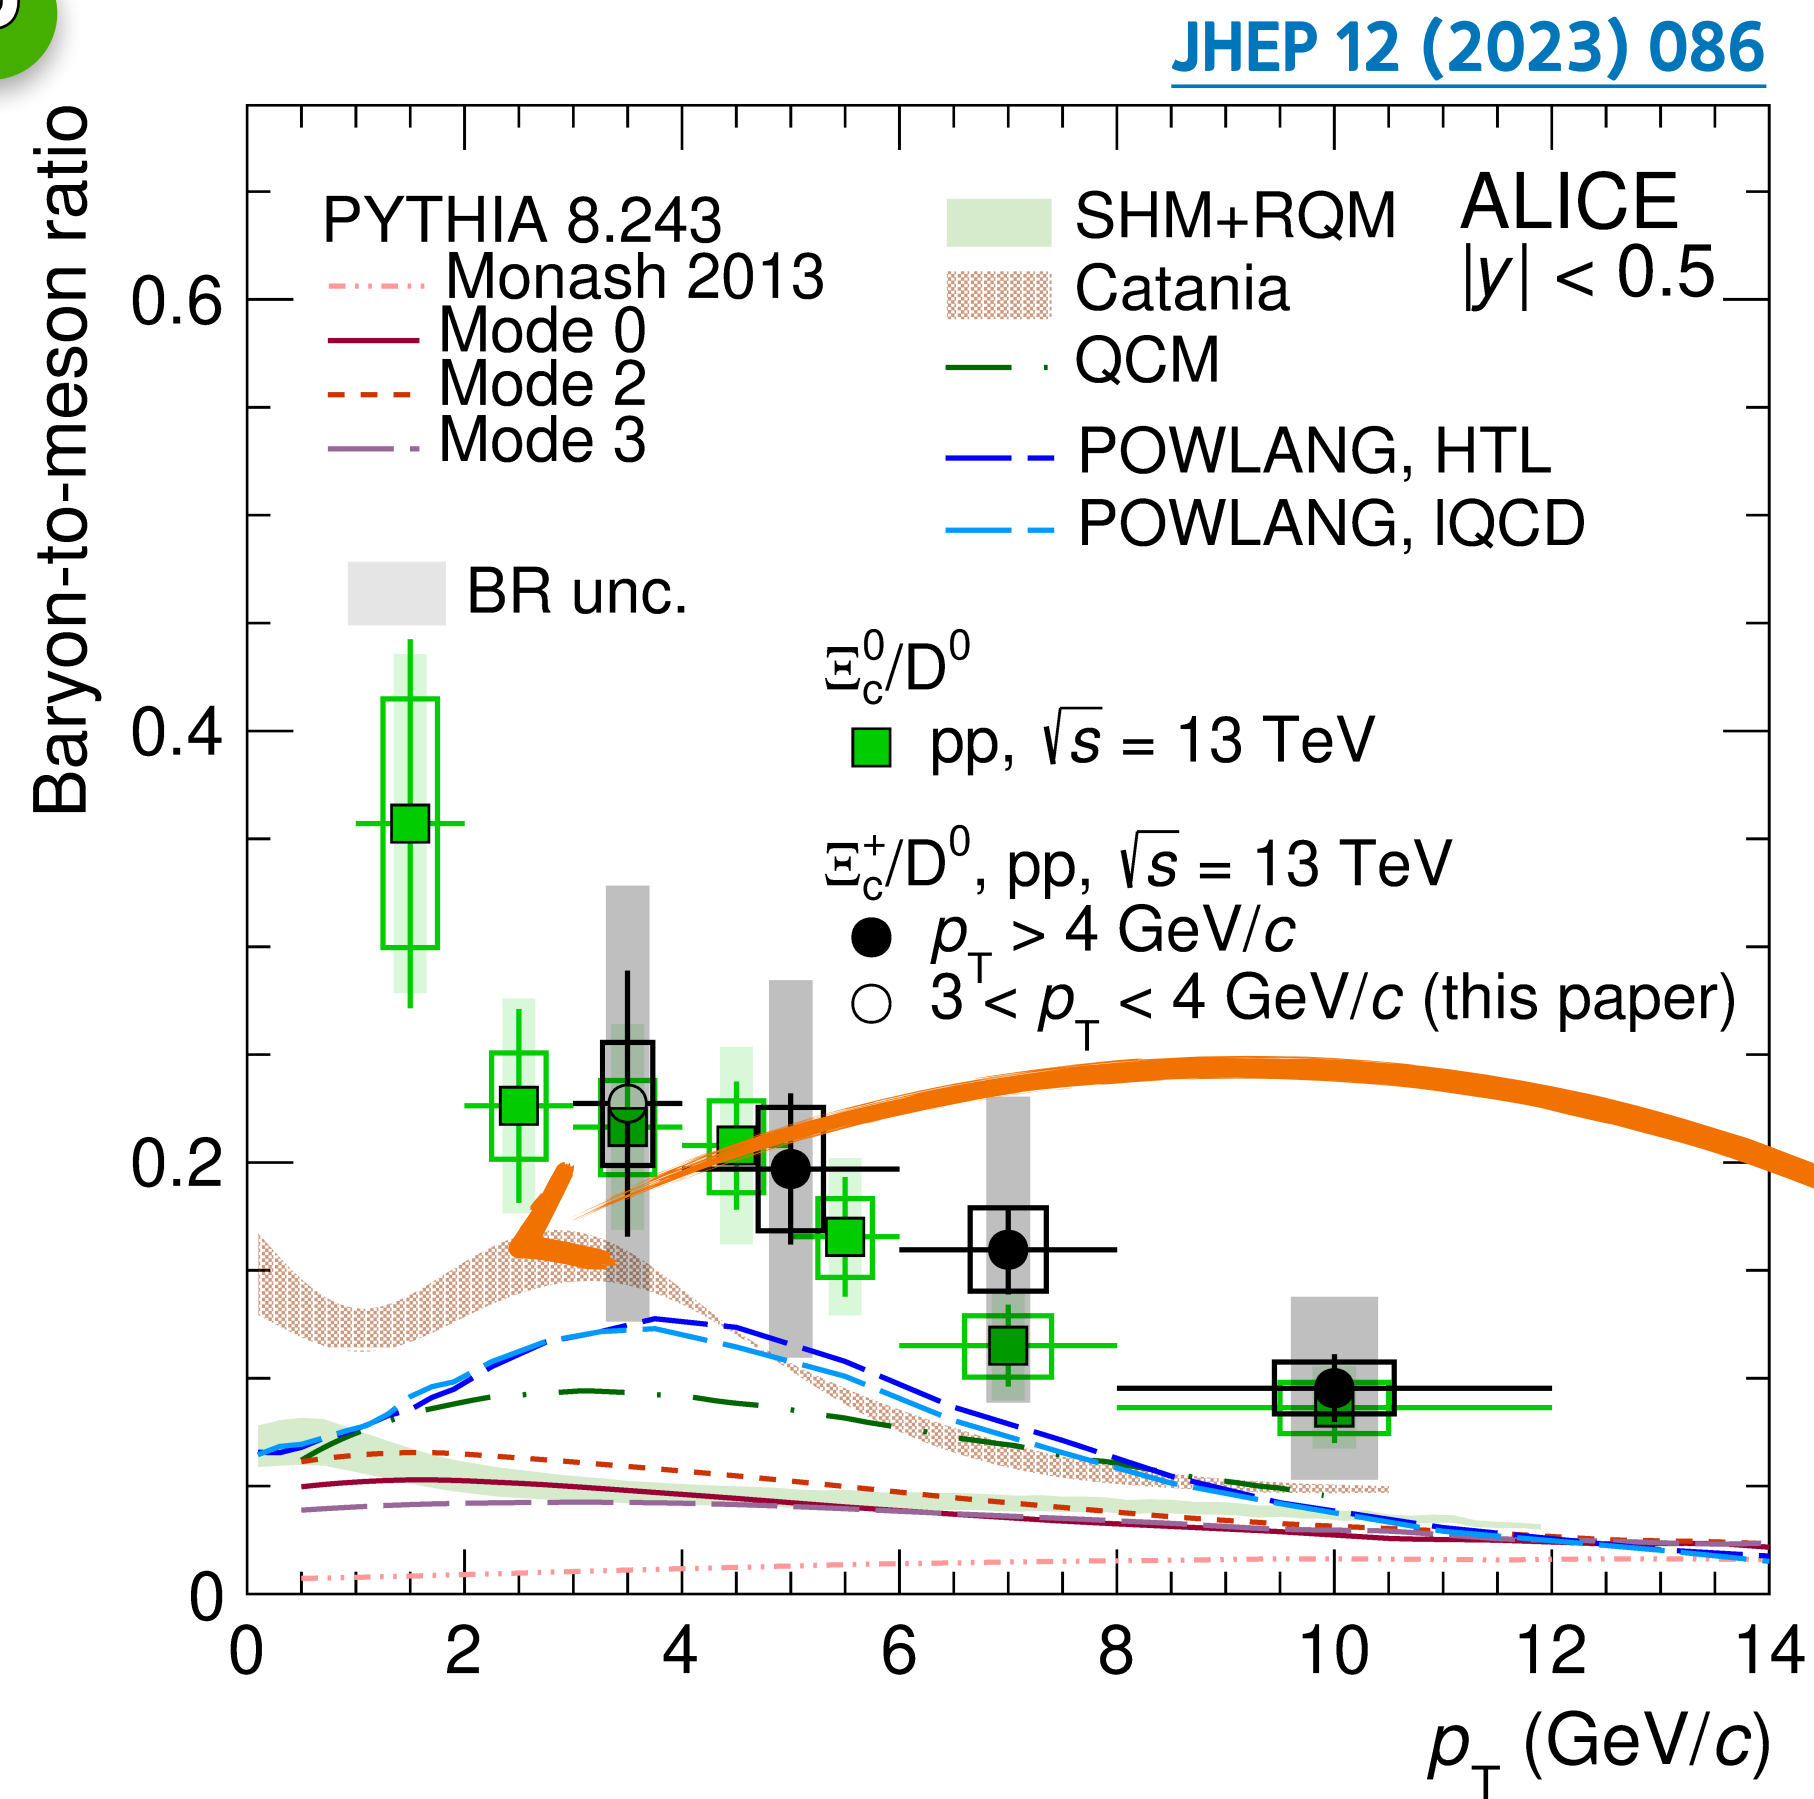 JHEP 12 (2023) 086
Baryon-to-meson ratio
0.6
0.4
0.2
0
PYTHIA 8.243
Monash 2013
Mode 0
Mode 2
Mode 3
SHM+RQM
Catania
QCM
POWLANG, HTL
POWLANG, lQCD
ALICE
|y| < 0.5
BR unc.
Ξc0/D0
pp, √s = 13 TeV
Ξc+/D0, pp, √s = 13 TeV
pT > 4 GeV/c
3 < pT < 4 GeV/c (this paper)
0 2 4 6 8 10 12 14
pT (GeV/c)